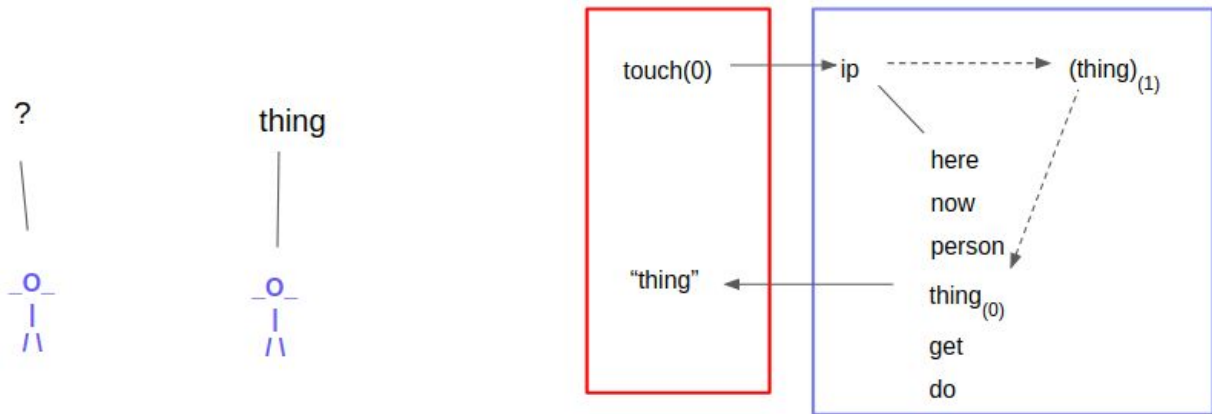 ?
thing
touch(0)
ip
(thing)(1)
here
now
person
“thing”
thing(0)
get
do